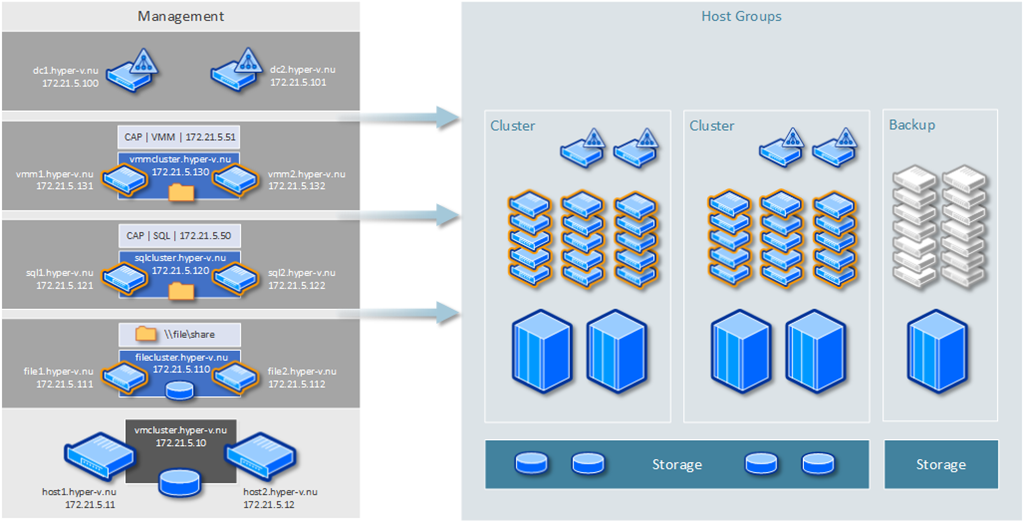 Management
dc1.hyper-v.nu
172.21.5.100
dc2.hyper-v.nu
172.21.5.101
CAP | VMM | 172.21.5.51
vmmcluster.hyper-v.nu
172.21.5.130
vmm1.hyper-v.nu
172.21.5.131
vmm2.hyper-v.nu
172.21.5.132
CAP | SQL | 172.21.5.50
sqlcluster.hyper-v.nu
172.21.5.120
sql1.hyper-v.nu
172.21.5.121
sql2.hyper-v.nu
172.21.5.122
\\file\share
filecluster.hyper-v.nu
172.21.5.110
file1.hyper-v.nu
172.21.5.111
file2.hyper-v.nu
172.21.5.112
vmcluster.hyper-v.nu
172.21.5.10
host1.hyper-v.nu
172.21.5.11
host2.hyper-v.nu
172.21.5.12
Host Groups
Cluster
Cluster
Backup
Storage
Storage